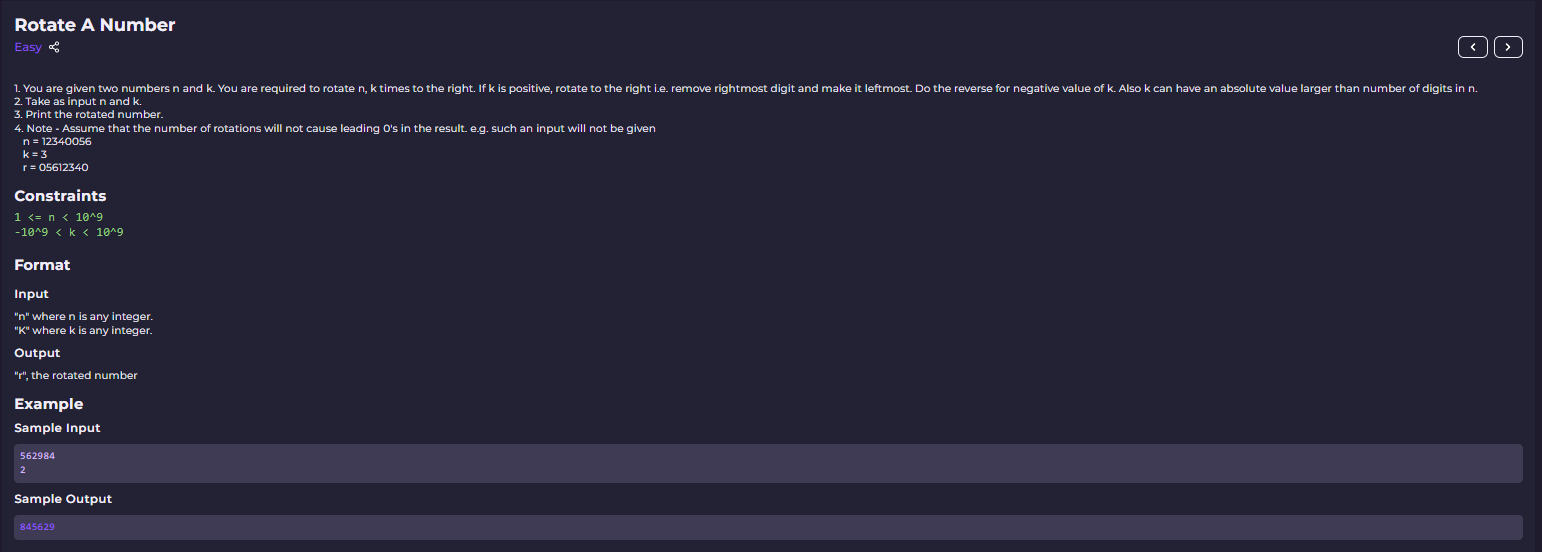 Rotate A Number
Easy
1. You are given two numbers n and k. You are required to rotate n, k times to the right. If k is positive, rotate to the right i.e. remove rightmost digit and make it leftmost. Do the reverse for negative value of k. Also k can have an absolute value larger than number of digits in n.
2. Take as input n and k.
3. Print the rotated number.
4. Note - Assume that the number of rotations will not cause leading 0's in the result. e.g. such an input will not be given
n = 12340056
k = 3
r = 05612340
Constraints
1 <= n < 10^9
-10^9 < k < 10^9
Format
Input
"n" where n is any integer.
"K" where k is any integer.
Output
"r", the rotated number
Example
Sample Input
562984
2
Sample Output
845629